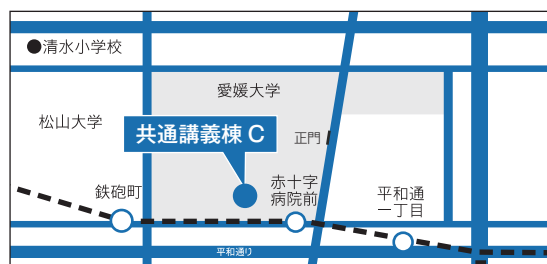 清水小学校
愛媛大学
松山大学
共通講義棟 C
正門
鉄砲町
赤十字
病院前
平和通
一丁目
平和通り